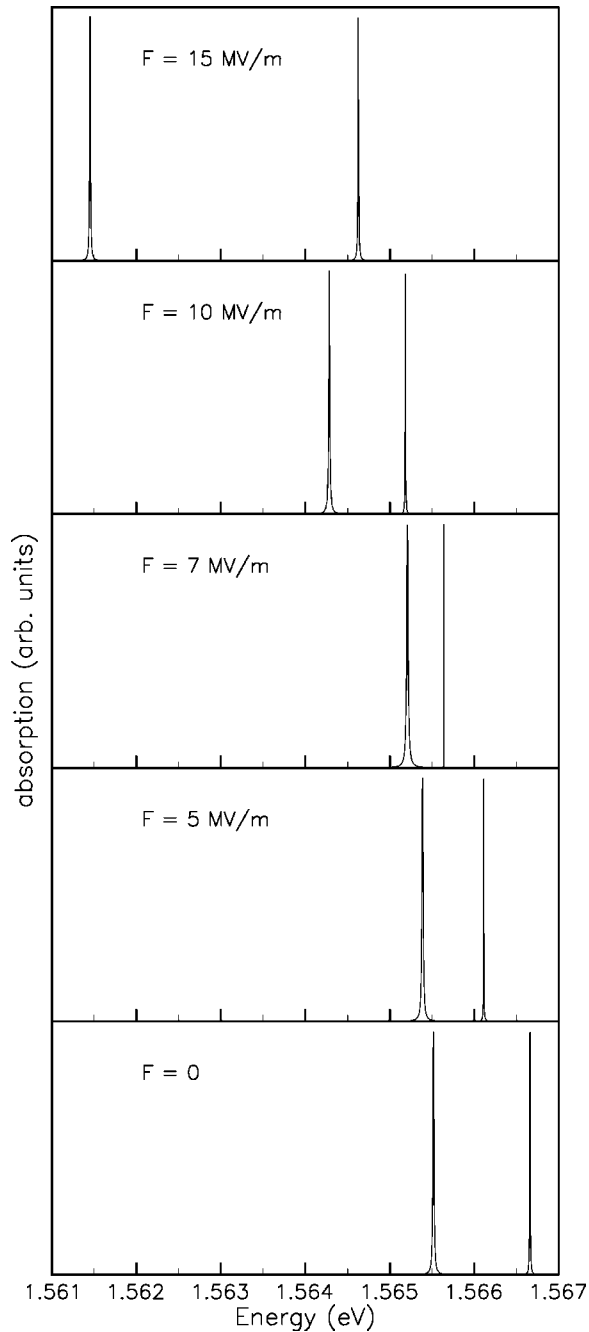 F = 15 MV/m
F = 10 MV/m
F = 7 MV/m
F = 5 MV/m
F = 0
absorption (arb. units)
1.561 1.562 1.563 1.564 1.565 1.566 1.567
Energy (eV)